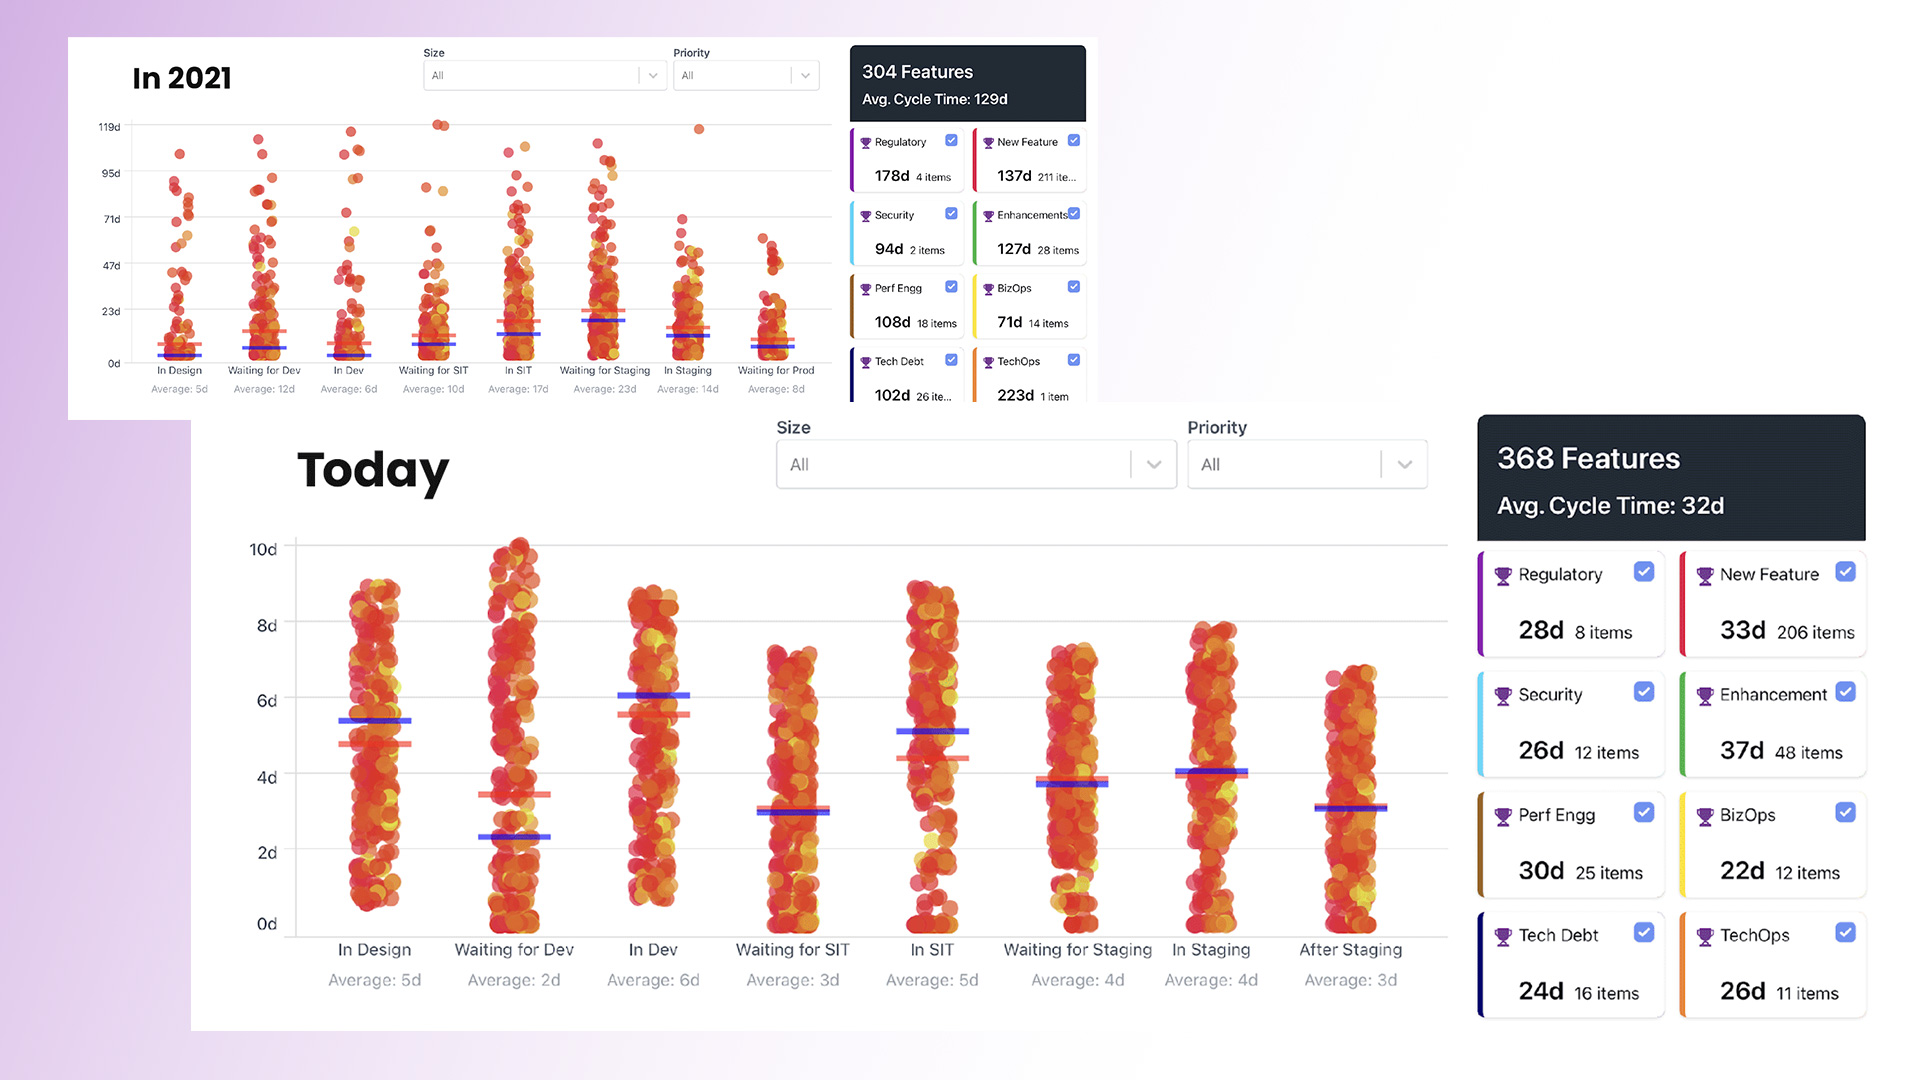 In 2021
Size
All
Priority
All
119d
95d
71d
47d
23d
0d
In Design
Average: 5d
Waiting for Dev
Average: 12d
In Dev
Average: 6d
Waiting for SIT
Average: 10d
In SIT
Average: 17d
Waiting for Staging
Average: 23d
In Staging
Average: 14d
Waiting for Prod
Average: 8d
304 Features
Avg. Cycle Time: 129d
Regulatory
178d 4 items
New Feature
137d 211 ite...
Security
94d 2 items
Enhancements
127d 28 items
Perf Engg
108d 18 items
BizOps
71d 14 items
Tech Debt
102d 26 ite...
TechOps
223d 1 item
Today
Size
All
Priority
All
10d
8d
6d
4d
2d
0d
In Design
Average: 5d
Waiting for Dev
Average: 2d
In Dev
Average: 6d
Waiting for SIT
Average: 3d
In SIT
Average: 5d
Waiting for Staging
Average: 4d
In Staging
Average: 4d
After Staging
Average: 3d
368 Features
Avg. Cycle Time: 32d
Regulatory
28d 8 items
New Feature
33d 206 items
Security
26d 12 items
Enhancement
37d 48 items
Perf Engg
30d 25 items
BizOps
22d 12 items
Tech Debt
24d 16 items
TechOps
26d 11 items